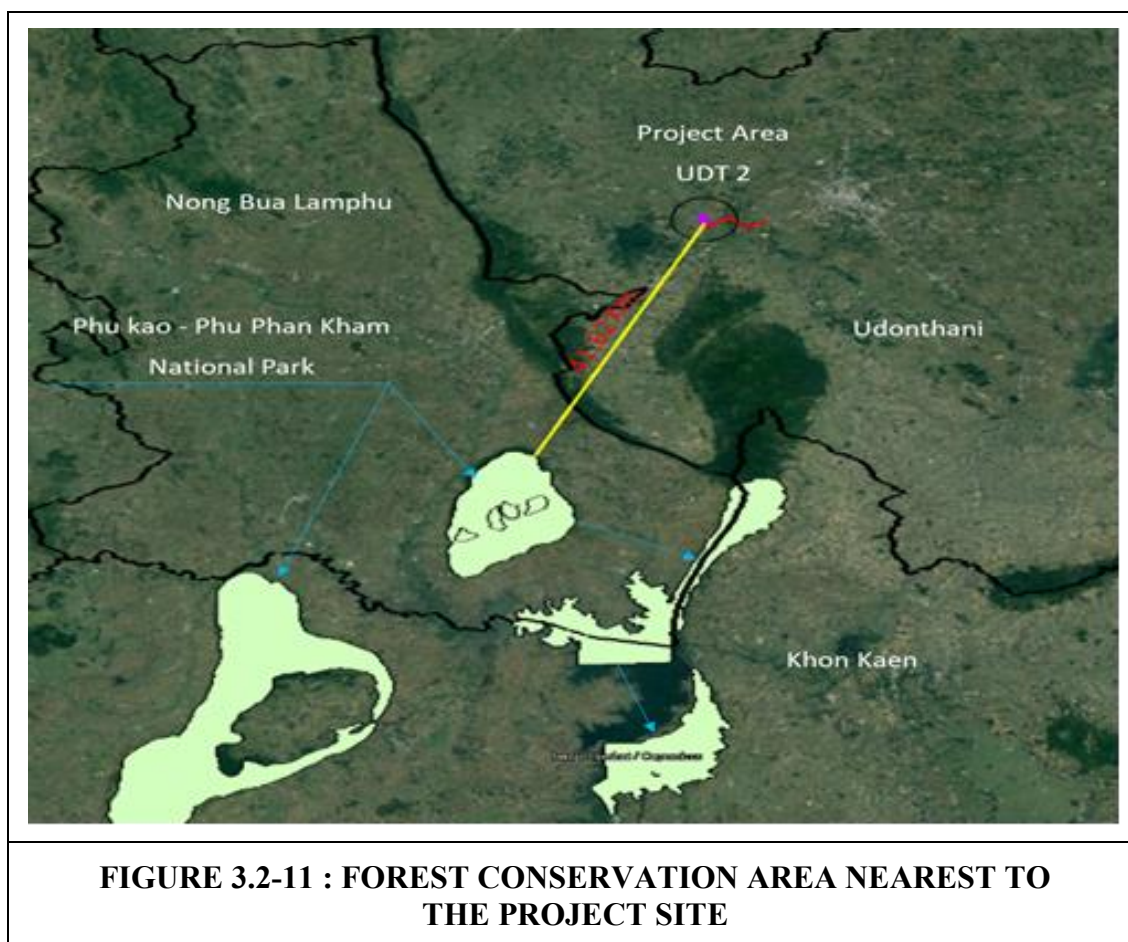 Project Area
UDT 2
Nong Bua Lamphu
Phu kao - Phu Phan Kham
National Park
Udonthani
Khon Kaen
FIGURE 3.2-11 : FOREST CONSERVATION AREA NEAREST TO
THE PROJECT SITE